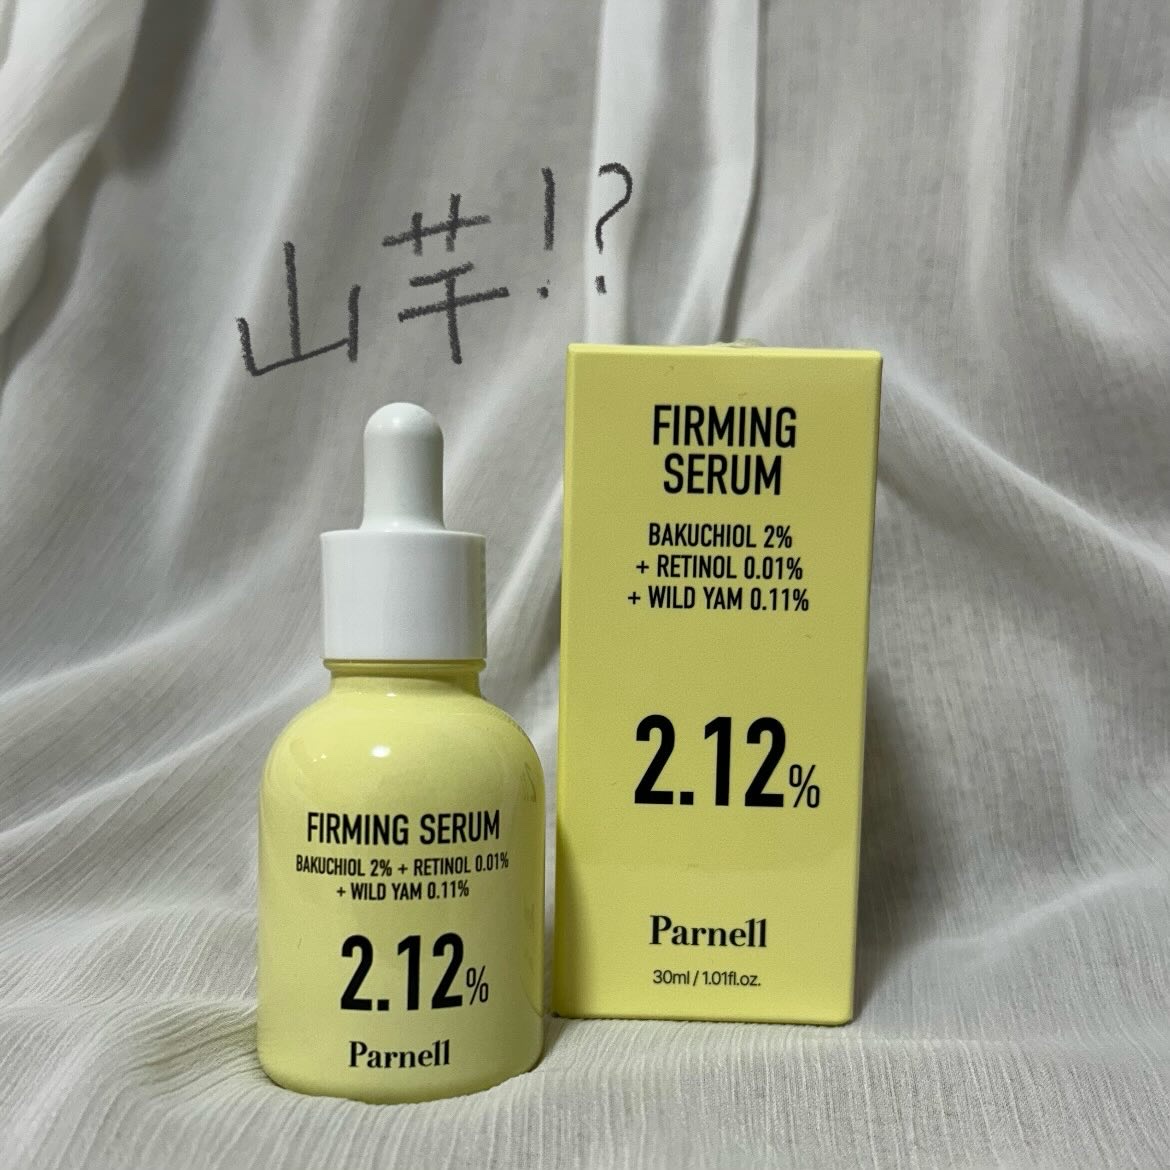 山芋!?
FIRMING
SERUM
BAKUCHIOL 2%
+ RETINOL 0.01%
+ WILD YAM 0.11%
2.12%
Parnell
30ml / 1.01fl.oz.
FIRMING SERUM
BAKUCHIOL 2% + RETINOL 0.01%
+ WILD YAM 0.11%
2.12%
Parnell